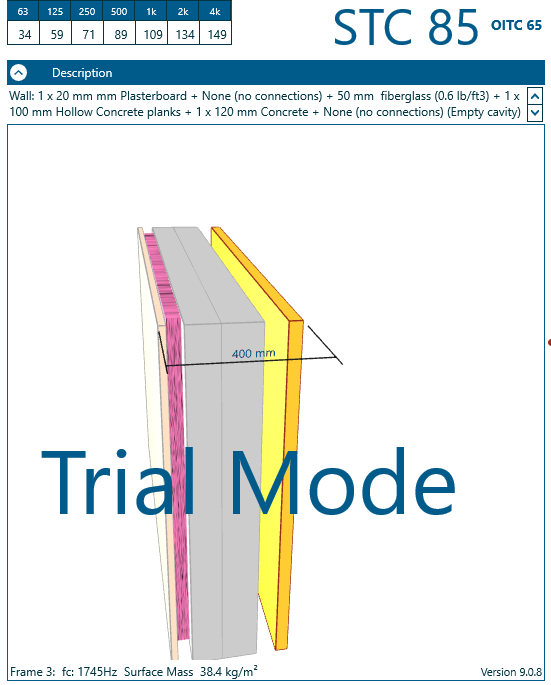 63 125 250 500 1k 2k 4k
34 59 71 89 109 134 149
STC 85
OITC 65
Description
Wall: 1 x 20 mm mm Plasterboard + None (no connections) + 50 mm fiberglass (0.6 lb/ft3) + 1 x
100 mm Hollow Concrete planks + 1 x 120 mm Concrete + None (no connections) (Empty cavity)
400 mm
Trial Mode
Frame 3: fc: 1745Hz Surface Mass 38.4 kg/m²
Version 9.0.8